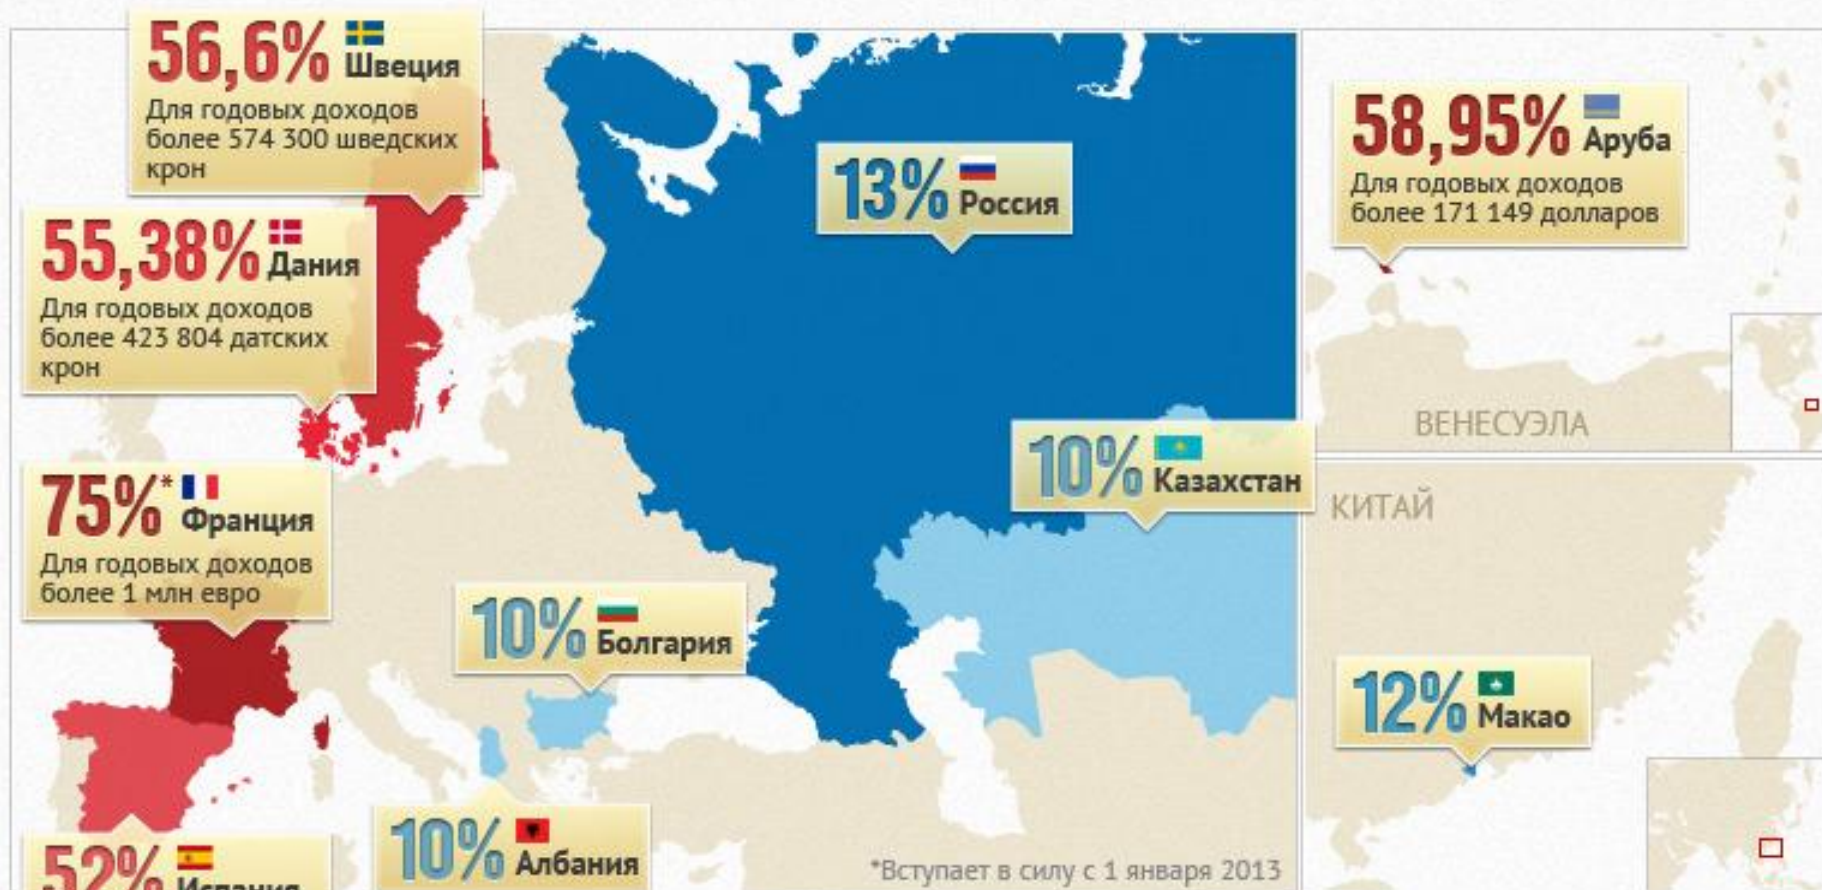 56,6%
Швеция
Для годовых доходов
более 574 300 шведских
крон
55,38%
Дания
Для годовых доходов
более 423 804 датских
крон
75%*
Франция
Для годовых доходов
более 1 млн евро
52%
Испания
13%
Россия
10%
Казахстан
10%
Болгария
10%
Албания
*Вступает в силу с 1 января 2013
58,95%
Аруба
Для годовых доходов
более 171 149 долларов
ВЕНЕСУЭЛА
КИТАЙ
12%
Макао